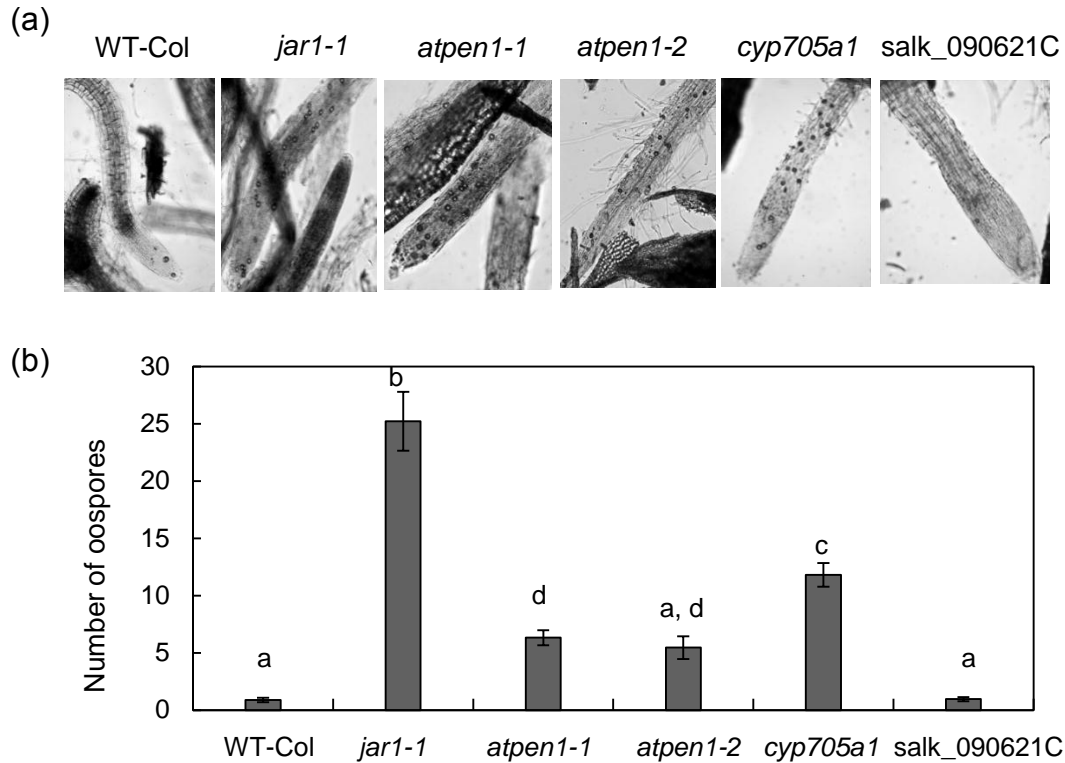 (a)
WT-Col jar1-1 atpen1-1 atpen1-2 cyp705a1 salk_090621C
(b)
Number of oospores
30
25
20
15
10
5
0
a b d a, d c a
WT-Col jar1-1 atpen1-1 atpen1-2 cyp705a1 salk_090621C